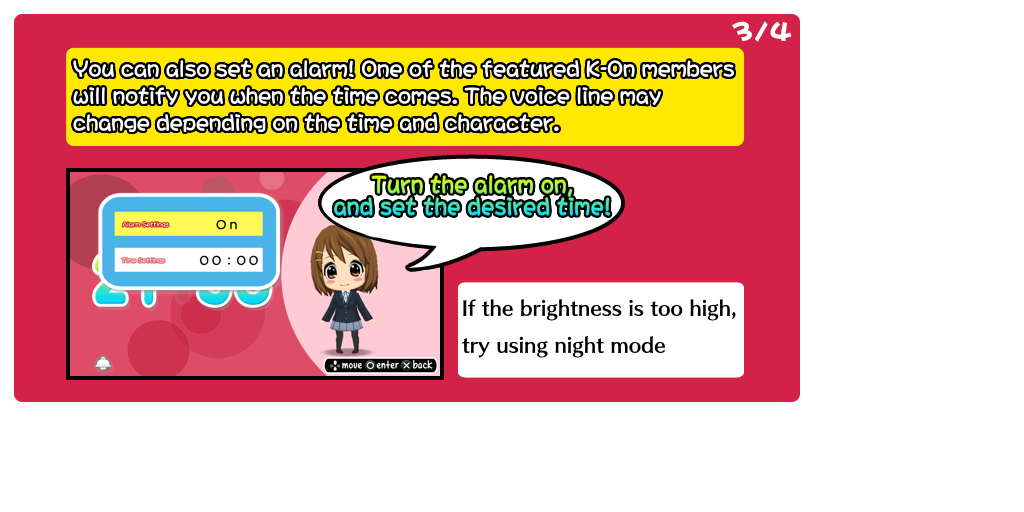 3/4
You can also set an alarm! One of the featured K-On members
will notify you when the time comes. The voice line may
change depending on the time and character.
Turn the alarm on,
and set the desired time!
Alarm Settings
On
Time Settings
00:00
move enter back
If the brightness is too high,
try using night mode